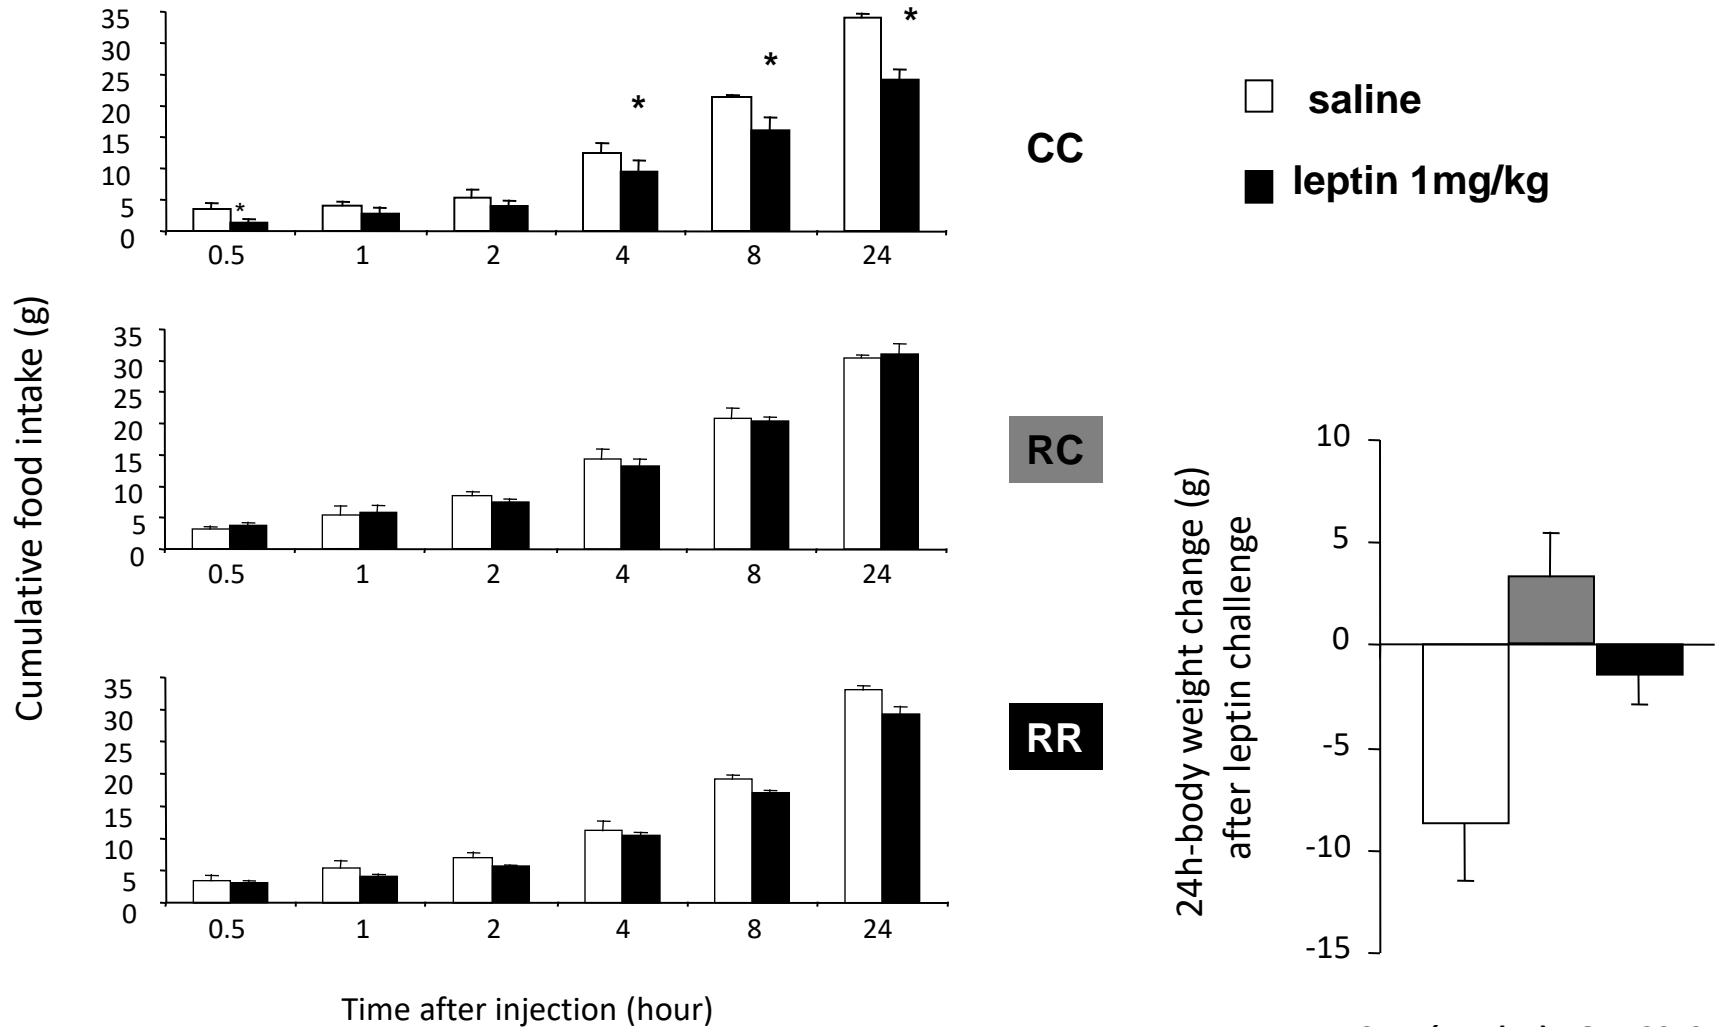 35
30
25
20
15
10
5
0
*
*
*
*
0.5 1 2 4 8 24
CC
saline
leptin 1mg/kg
Cumulative food intake (g)
35
30
25
20
15
10
5
0
0.5 1 2 4 8 24
RC
35
30
25
20
15
10
5
0
0.5 1 2 4 8 24
RR
Time after injection (hour)
24h-body weight change (g)
after leptin challenge
10
5
0
-5
-10
-15